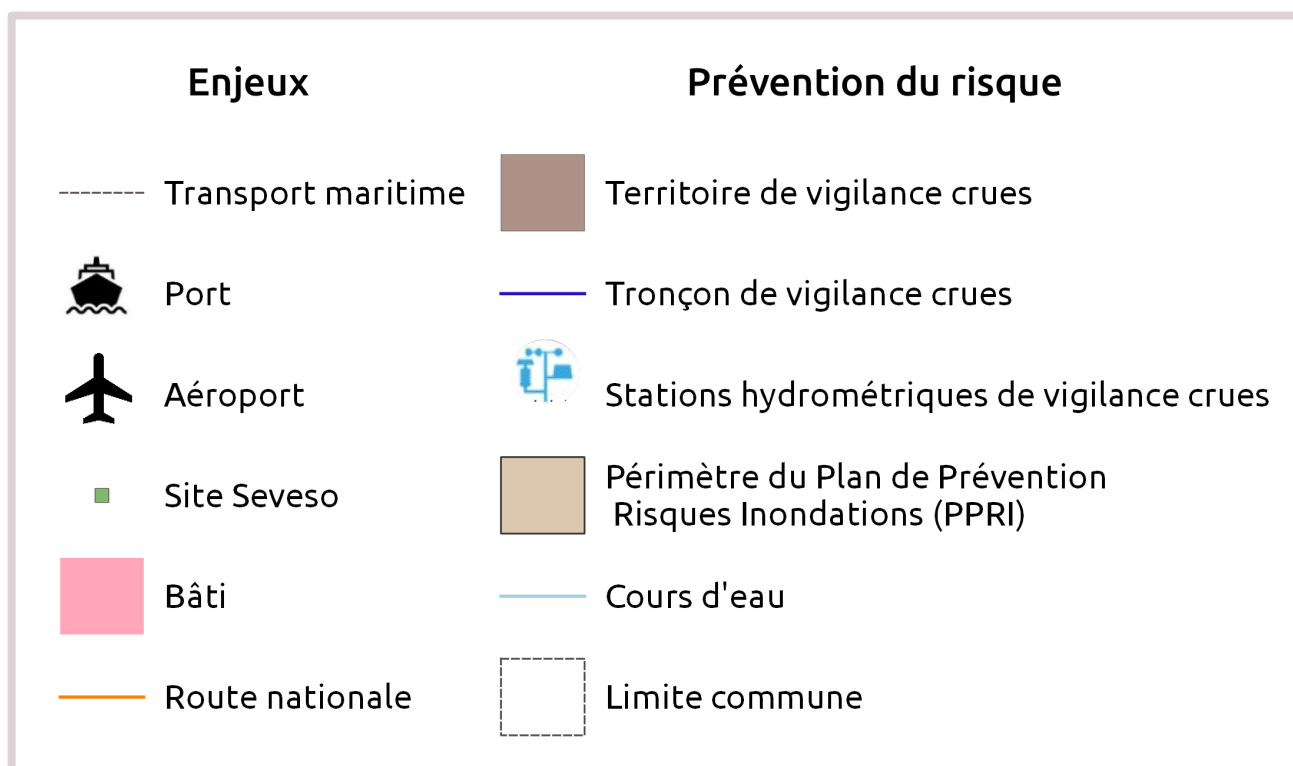 Enjeux
Transport maritime
Port
Aéroport
Site Seveso
Bâti
Route nationale
Prévention du risque
Territoire de vigilance crues
Tronçon de vigilance crues
Stations hydrométriques de vigilance crues
Périmètre du Plan de Prévention
Risques Inondations (PPRI)
Cours d'eau
Limite commune